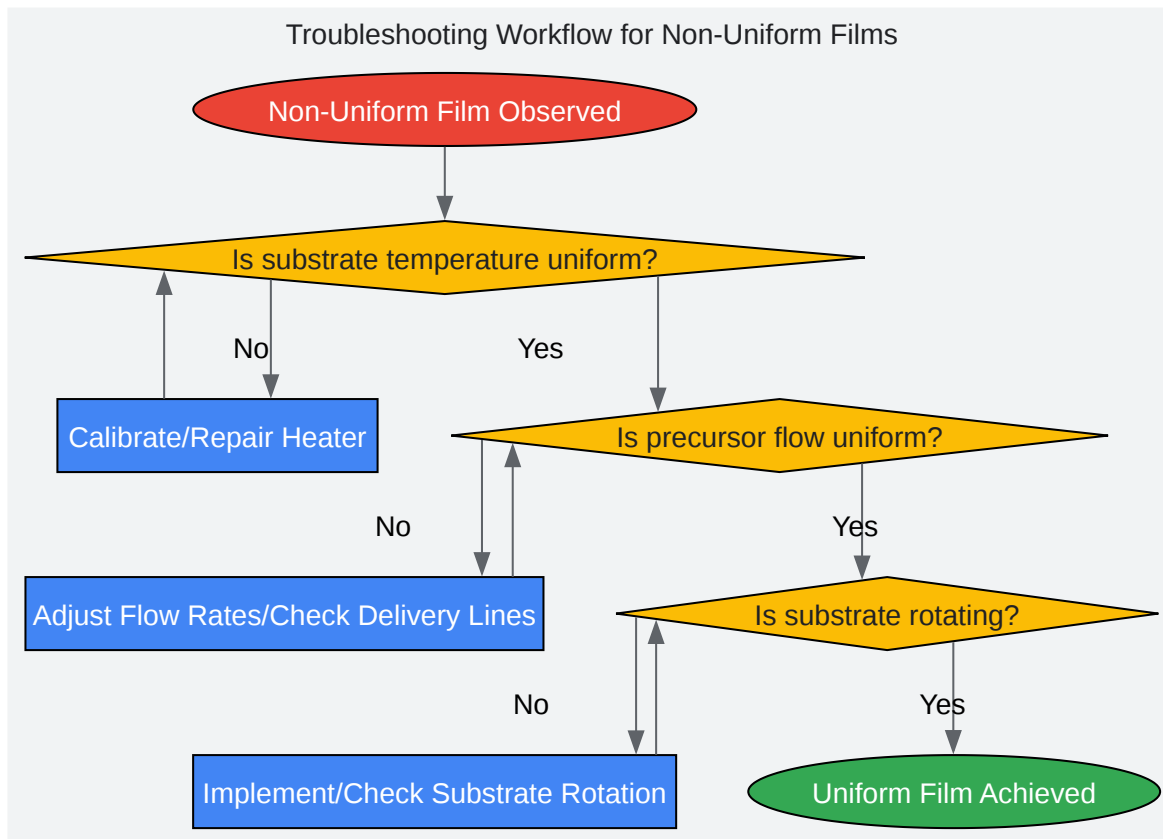 Troubleshooting Workflow for Non-Uniform Films
Non-Uniform Film Observed
Is substrate temperature uniform?
No
Yes
Calibrate/Repair Heater
Is precursor flow uniform?
No
Yes
Adjust Flow Rates/Check Delivery Lines
Is substrate rotating?
No
Yes
Implement/Check Substrate Rotation
Uniform Film Achieved